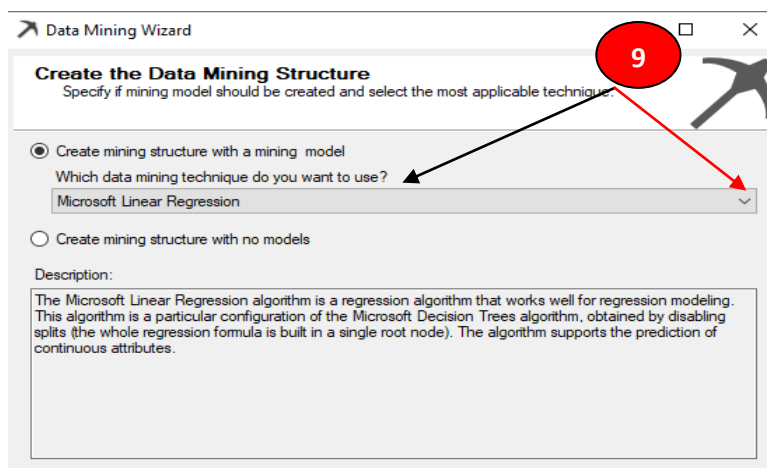 Data Mining Wizard
9
Create the Data Mining Structure
Specify if mining model should be created and select the most applicable technique.
Create mining structure with a mining model
Which data mining technique do you want to use?
Microsoft Linear Regression
Create mining structure with no models
Description:
The Microsoft Linear Regression algorithm is a regression algorithm that works well for regression modeling.
This algorithm is a particular configuration of the Microsoft Decision Trees algorithm, obtained by disabling
splits (the whole regression formula is built in a single root node). The algorithm supports the prediction of
continuous attributes.